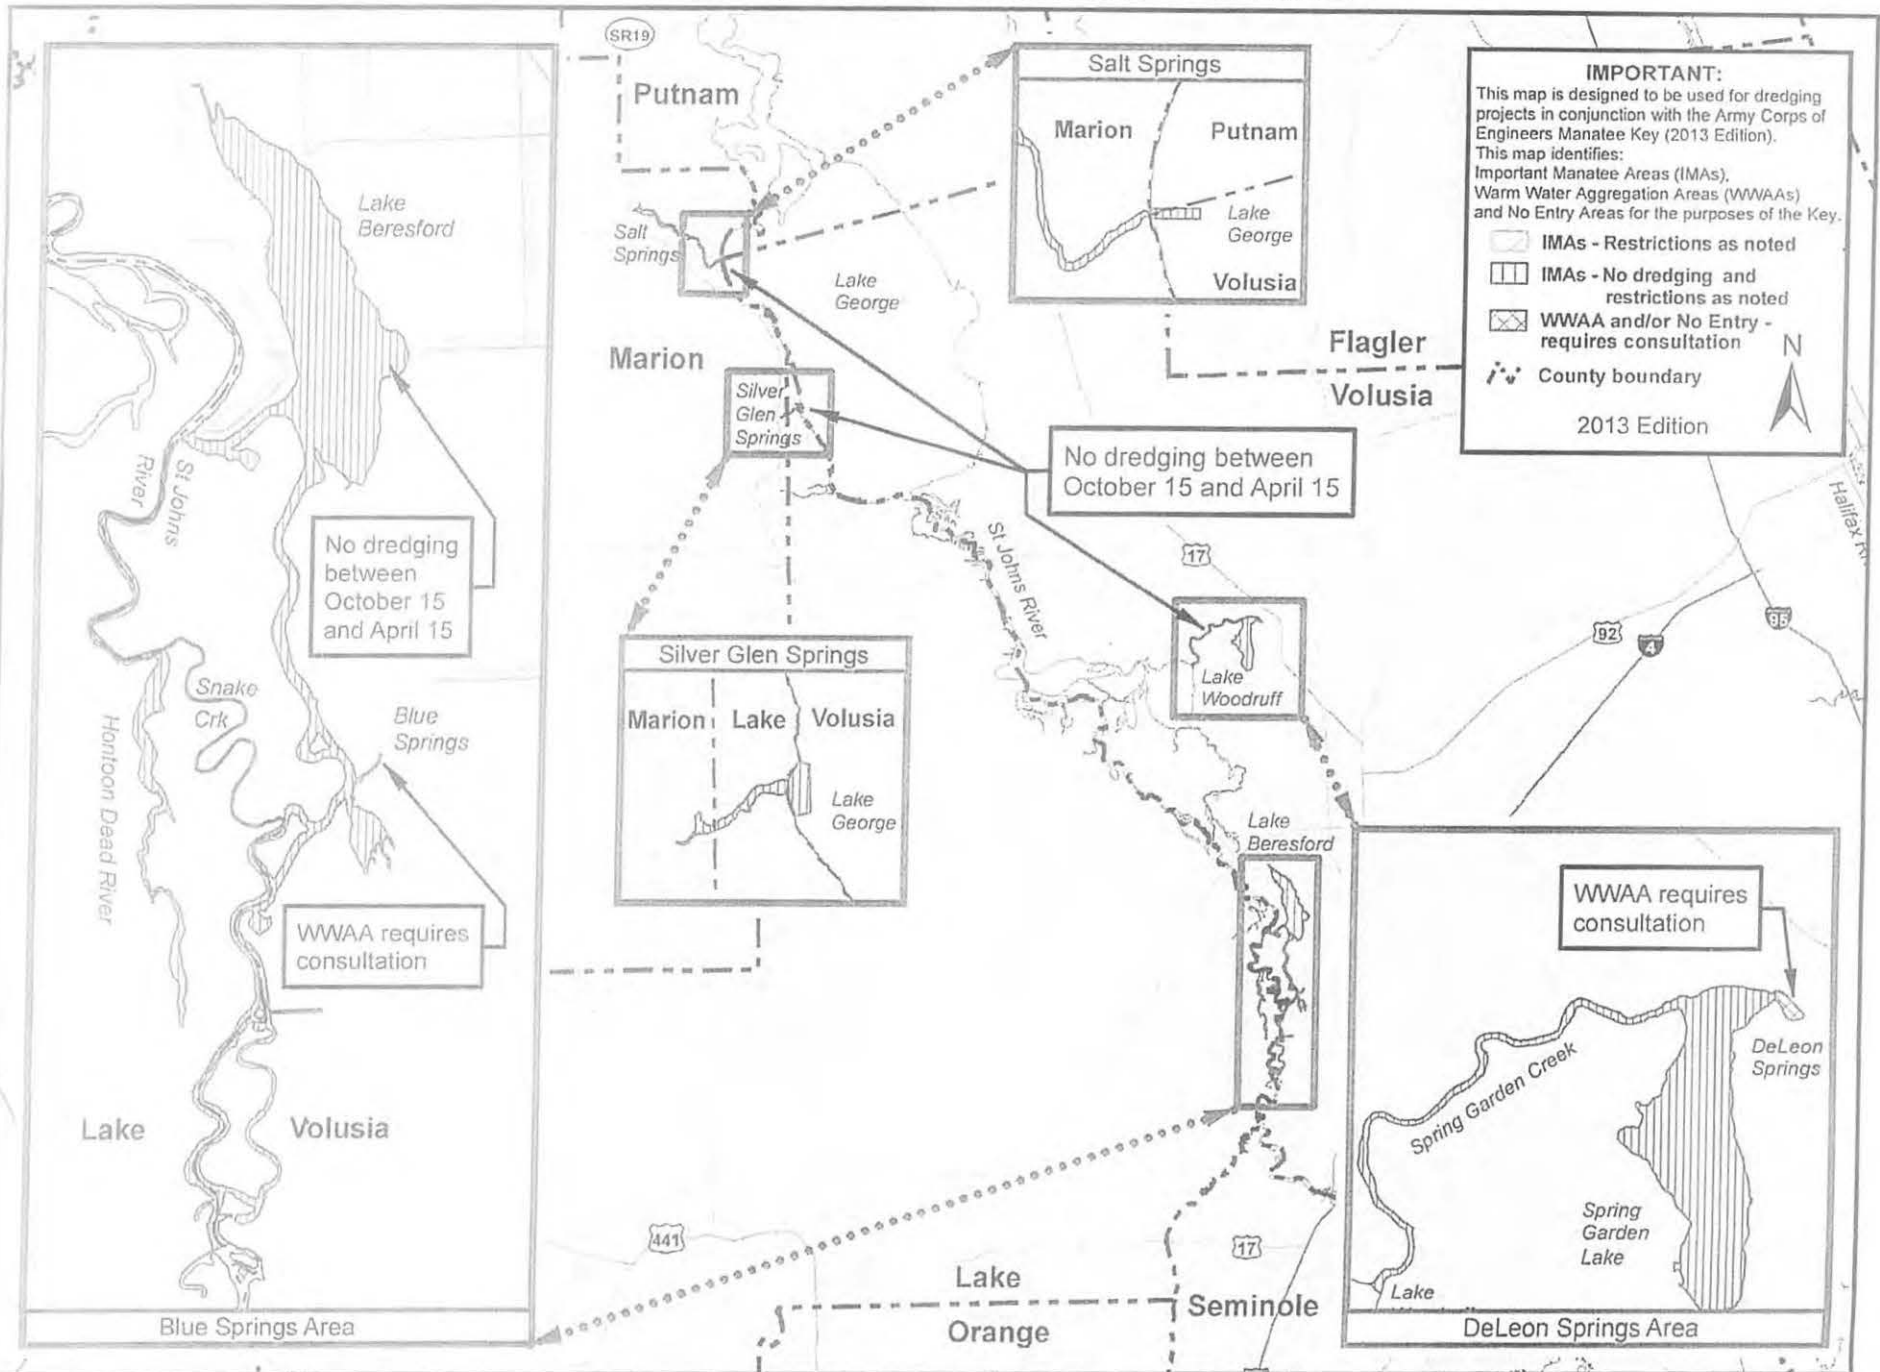 SR19
Putnam
Salt Springs
Marion
Putnam
Lake
George
Volusia
IMPORTANT:
This map is designed to be used for dredging
projects in conjunction with the Army Corps of
Engineers Manatee Key (2013 Edition).
This map identifies:
Important Manatee Areas (IMAs),
Warm Water Aggregation Areas (WWAAs)
and No Entry Areas for the purposes of the Key.
IMAs - Restrictions as noted
IMAs - No dredging and
restrictions as noted
WWAA and/or No Entry -
requires consultation
County boundary
N
2013 Edition
Lake
Beresford
St Johns
River
No dredging
between
October 15
and April 15
Snake
Crk
Hontoon Dead River
Blue
Springs
WWAA requires
consultation
Lake
Volusia
Blue Springs Area
Salt
Springs
Lake
George
Marion
Silver
Glen
Springs
Flagler
Volusia
No dredging between
October 15 and April 15
St Johns River
17
Halifax
92
4
95
Silver Glen Springs
Marion
Lake
Volusia
Lake
George
Lake
Woodruff
Lake
Beresford
WWAA requires
consultation
DeLeon
Springs
Spring Garden Creek
Spring
Garden
Lake
Lake
DeLeon Springs Area
441
17
Lake
Orange
Seminole